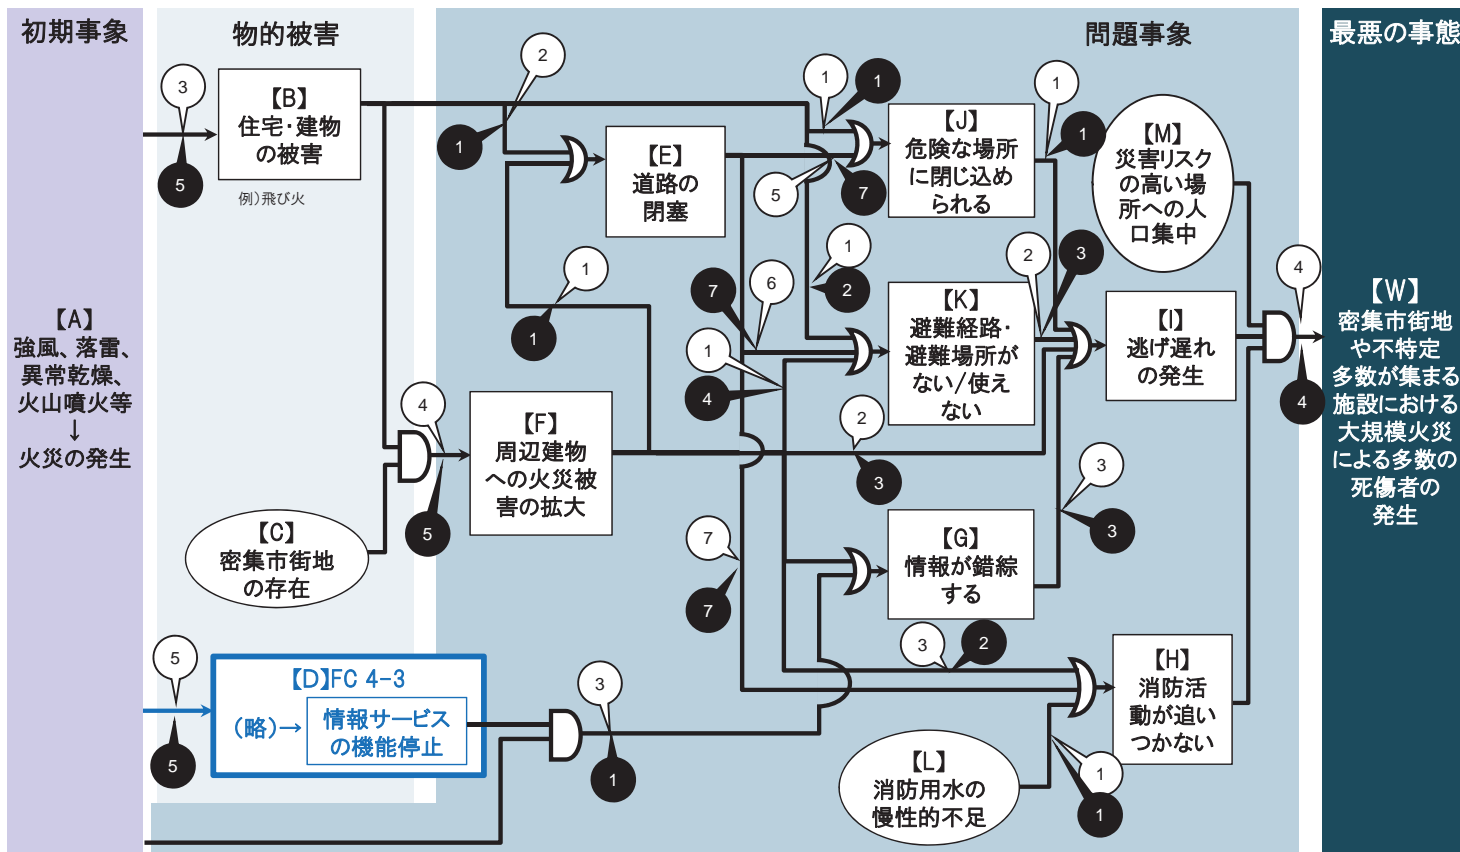 初期事象
物的被害
問題事象
最悪の事態
【A】
強風、落雷、
異常乾燥、
火山噴火等
↓
火災の発生
3
5
【B】
住宅・建物
の被害
例）飛び火
2
1
【E】
道路の
閉塞
1
1
1
1
5
7
【J】
危険な場所
に閉じ込め
られる
1
1
【M】
災害リスク
の高い場
所への人
口集中
1
2
7
6
1
4
【K】
避難経路・
避難場所が
ない/使え
ない
2
3
【I】
逃げ遅れ
の発生
4
4
【W】
密集市街地
や不特定
多数が集まる
施設における
大規模火災
による多数の
死傷者の
発生
4
5
【F】
周辺建物
への火災被
害の拡大
2
3
【C】
密集市街地
の存在
7
7
【G】
情報が錯綜
する
3
3
5
5
【D】FC 4-3
（略）→
情報サービス
の機能停止
3
1
3
2
【H】
消防活
動が追い
つかない
【L】
消防用水の
慢性的不足
1
1